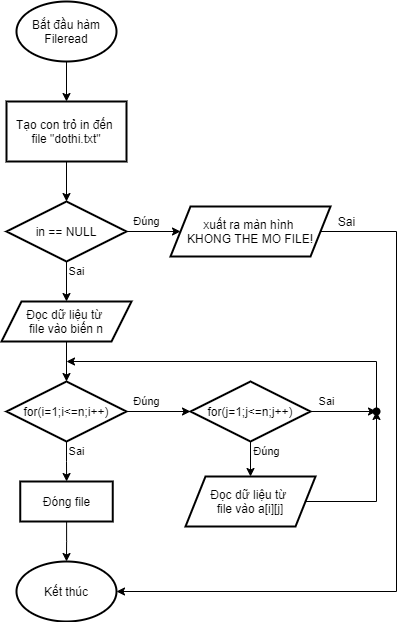 Bắt đầu hàm
Fileread
Tạo con trỏ in đến
file "dothi.txt"
in == NULL
Đúng
xuất ra màn hình
KHONG THE MO FILE!
Sai
Sai
Đọc dữ liệu từ
file vào biến n
for(i=1;i<=n;i++)
Đúng
for(j=1;j<=n;j++)
Sai
Sai
Đúng
Đóng file
Đọc dữ liệu từ
file vào a[i][j]
Kết thúc